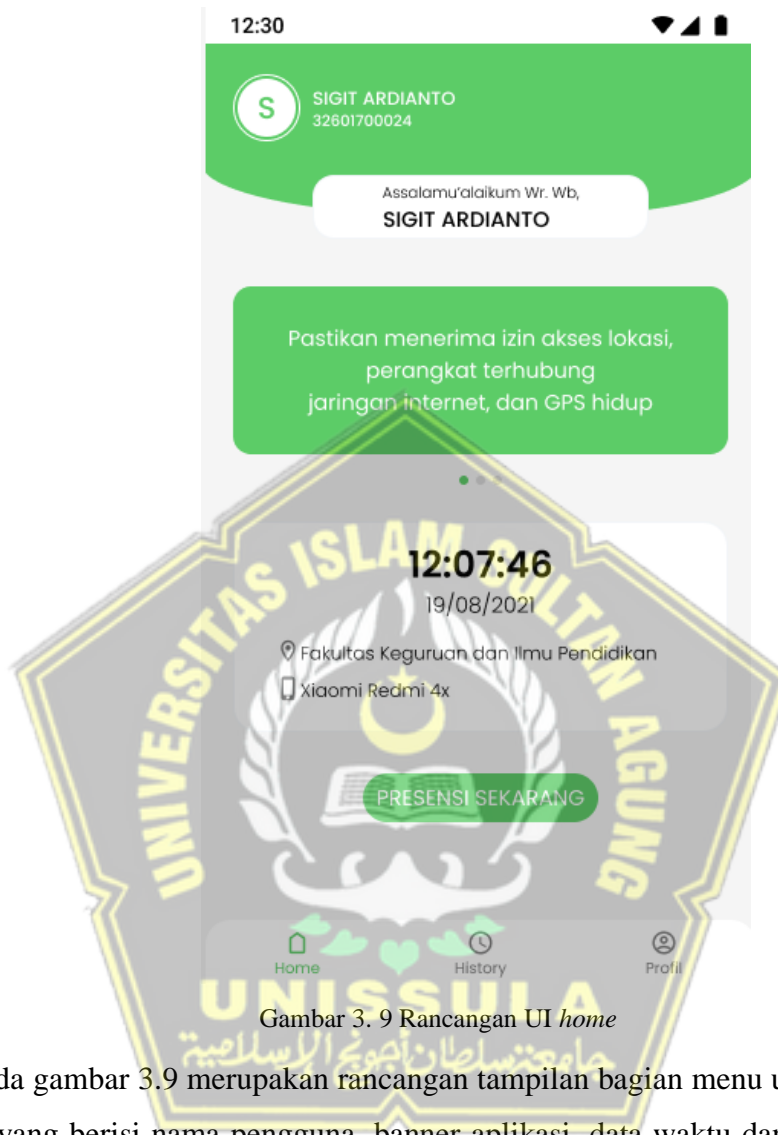 12:30
S
SIGIT ARDIANTO
32601700024
Assalamu'alaikum Wr. Wb,
SIGIT ARDIANTO
Pastikan menerima izin akses lokasi,
perangkat terhubung
jaringan internet, dan GPS hidup
12:07:46
19/08/2021
Fakultas Keguruan dan Ilmu Pendidikan
Xiaomi Redmi 4x
PRESENSI SEKARANG
Home
History
Profil
UNIVERSITAS ISLAM SULTAN AGUNG
UNISSULA
جامعتنسلطان أجونج الإسلامية
Gambar 3. 9 Rancangan UI home
da gambar 3.9 merupakan rancangan tampilan bagian menu u
yang berisi nama pengguna, banner aplikasi, data waktu dan